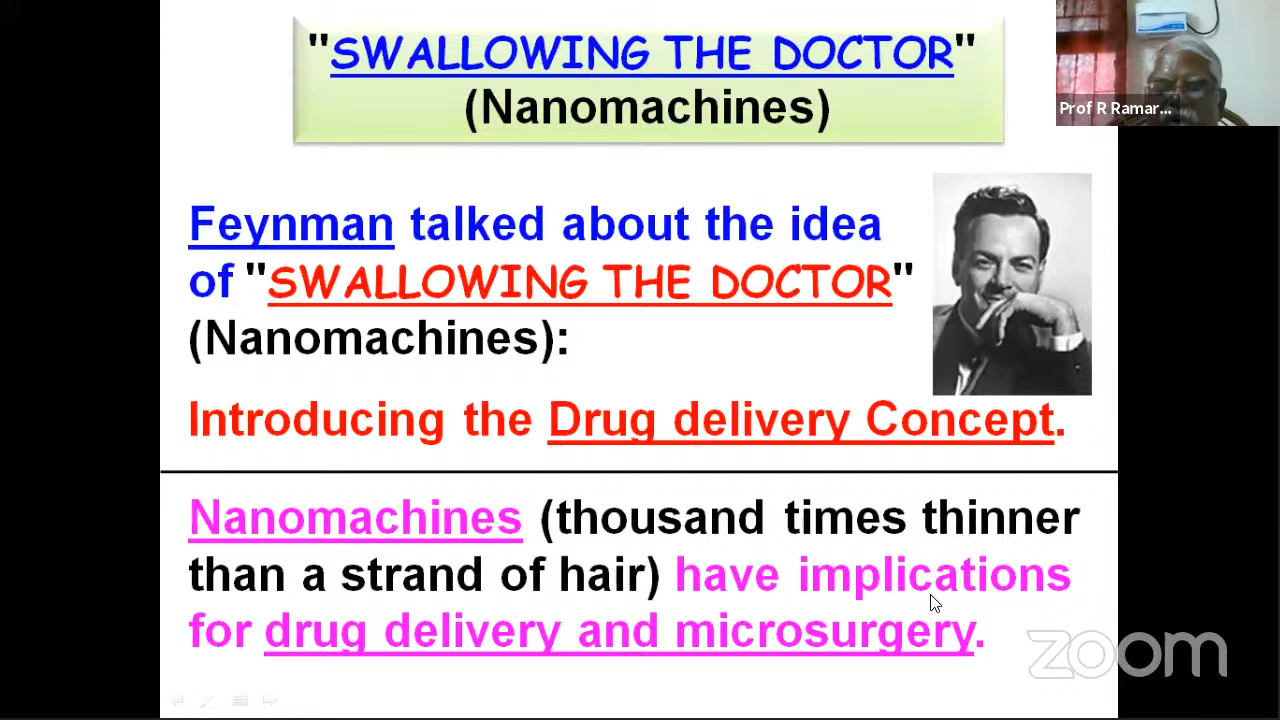 "SWALLOWING THE DOCTOR"
(Nanomachines)
Prof R Ramar...
Feynman talked about the idea
of "SWALLOWING THE DOCTOR"
(Nanomachines):
Introducing the Drug delivery Concept.
Nanomachines (thousand times thinner
than a strand of hair) have implications
for drug delivery and microsurgery.
zoom